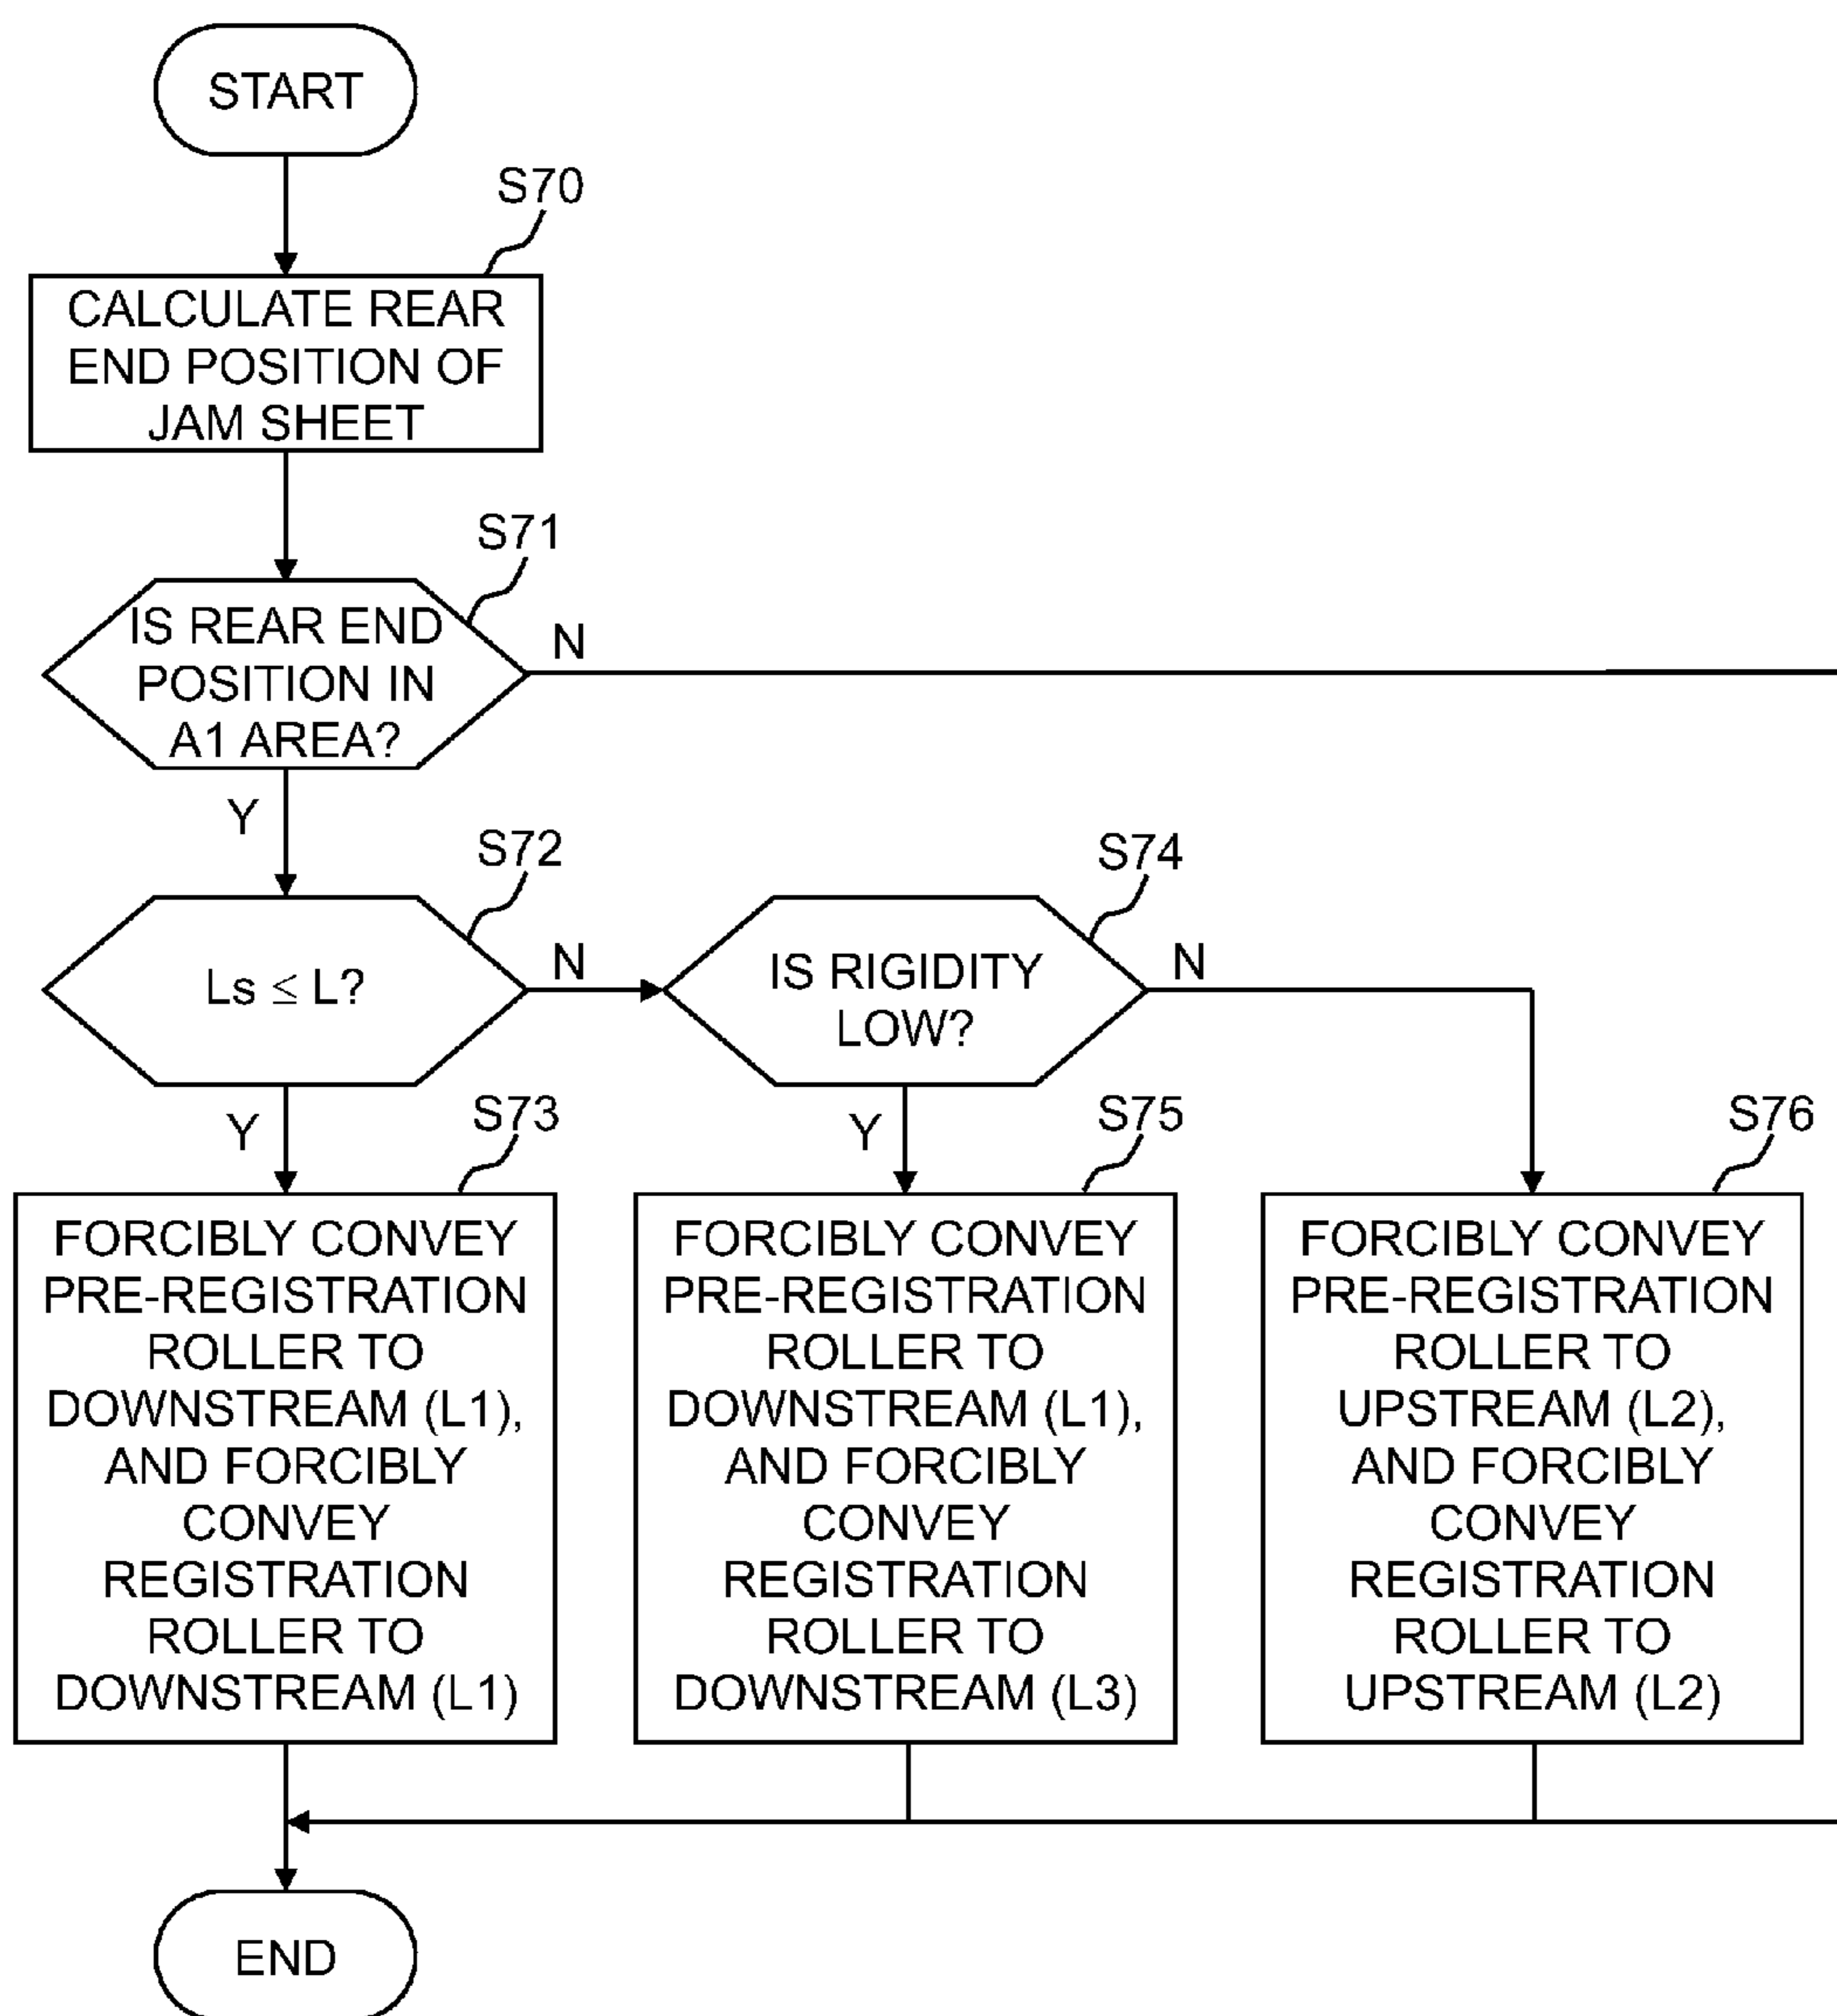 START
S70
CALCULATE REAR
END POSITION OF
JAM SHEET
S71
IS REAR END
POSITION IN
A1 AREA?
N
Y
S72
Ls ≤ L?
N
S74
IS RIGIDITY
LOW?
N
Y
S73
Y
S75
S76
FORCIBLY CONVEY
PRE-REGISTRATION
ROLLER TO
DOWNSTREAM (L1),
AND FORCIBLY
CONVEY
REGISTRATION
ROLLER TO
DOWNSTREAM (L1)
FORCIBLY CONVEY
PRE-REGISTRATION
ROLLER TO
DOWNSTREAM (L1),
AND FORCIBLY
CONVEY
REGISTRATION
ROLLER TO
DOWNSTREAM (L3)
FORCIBLY CONVEY
PRE-REGISTRATION
ROLLER TO
UPSTREAM (L2),
AND FORCIBLY
CONVEY
REGISTRATION
ROLLER TO
UPSTREAM (L2)
END